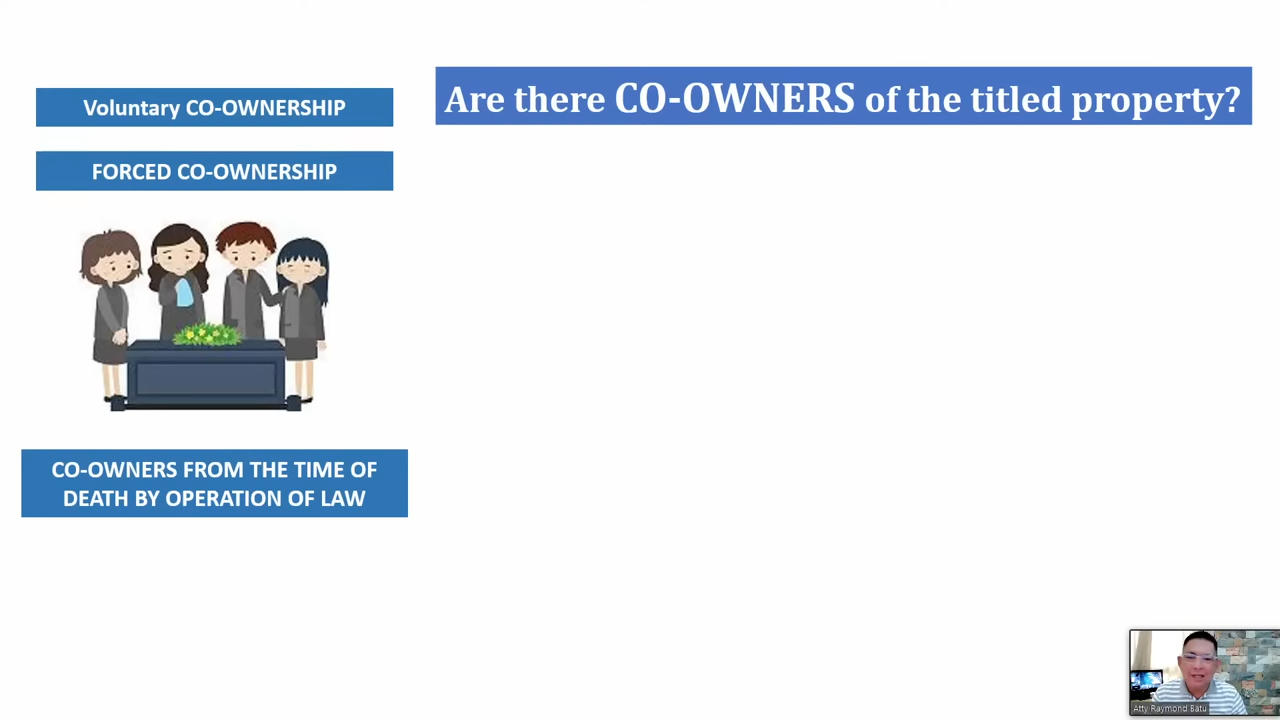 Voluntary CO-OWNERSHIP
Are there CO-OWNERS of the titled property?
FORCED CO-OWNERSHIP
CO-OWNERS FROM THE TIME OF
DEATH BY OPERATION OF LAW
Atty Raymond Batu